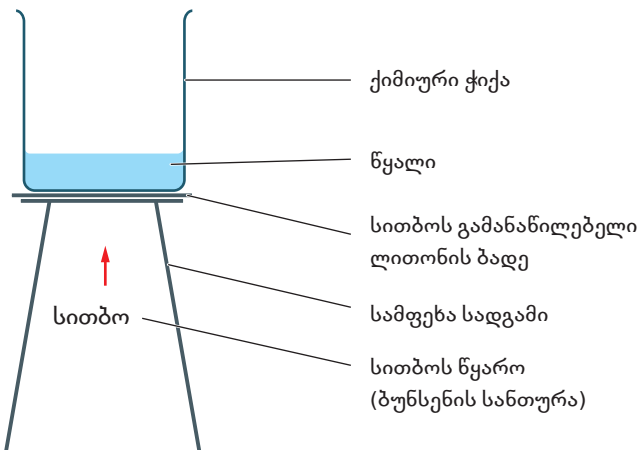 ქიმიური ჭიქა
წყალი
სითბოს გამანაწილებელი
ლითონის ბადე
სამფეხა სადგამი
სითბო
სითბოს წყარო
(ბუნსენის სანთურა)